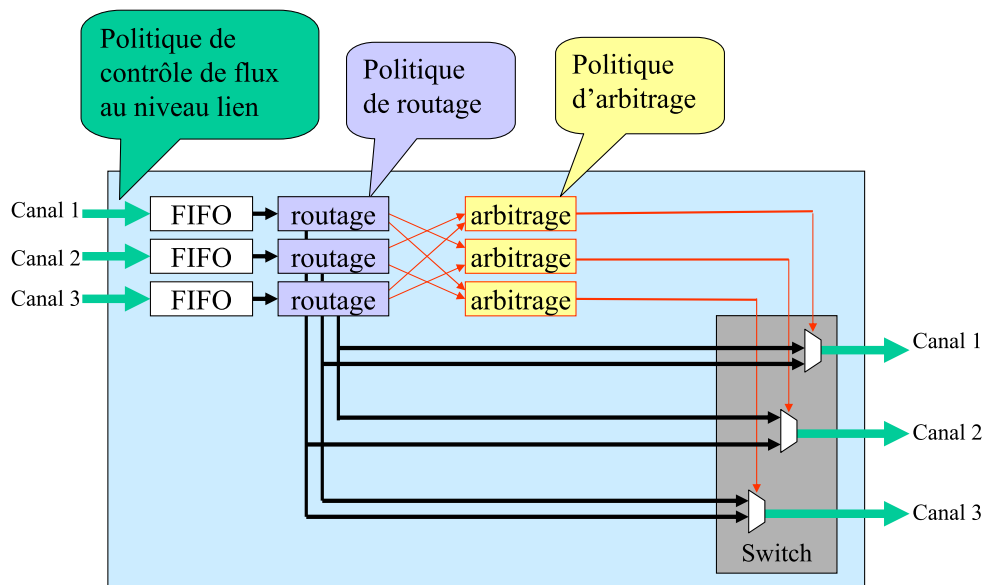 Politique de
contrôle de flux
au niveau lien
Politique
de routage
Politique
d’arbitrage
Canal 1
FIFO
routage
arbitrage
Canal 2
FIFO
routage
arbitrage
Canal 3
FIFO
routage
arbitrage
Canal 1
Canal 2
Canal 3
Switch